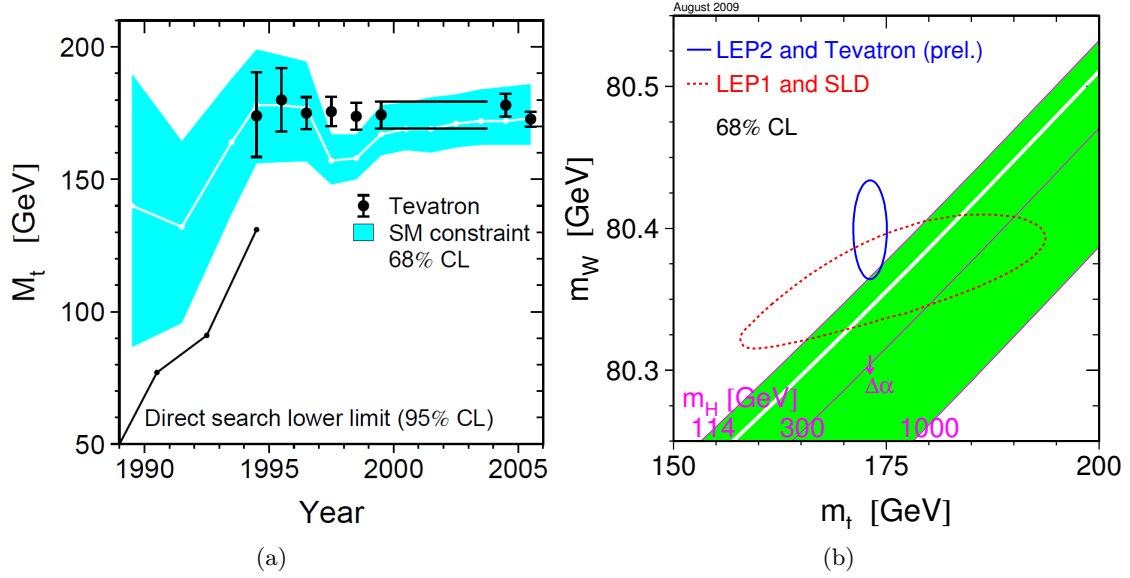 200
150
100
50
M_t [GeV]
Tevatron
SM constraint
68% CL
Direct search lower limit (95% CL)
1990 1995 2000 2005
Year
(a)
August 2009
80.5
80.4
80.3
m_W [GeV]
LEP2 and Tevatron (prel.)
LEP1 and SLD
68% CL
Δα
m_H [GeV]
114 300 1000
150 175 200
m_t [GeV]
(b)